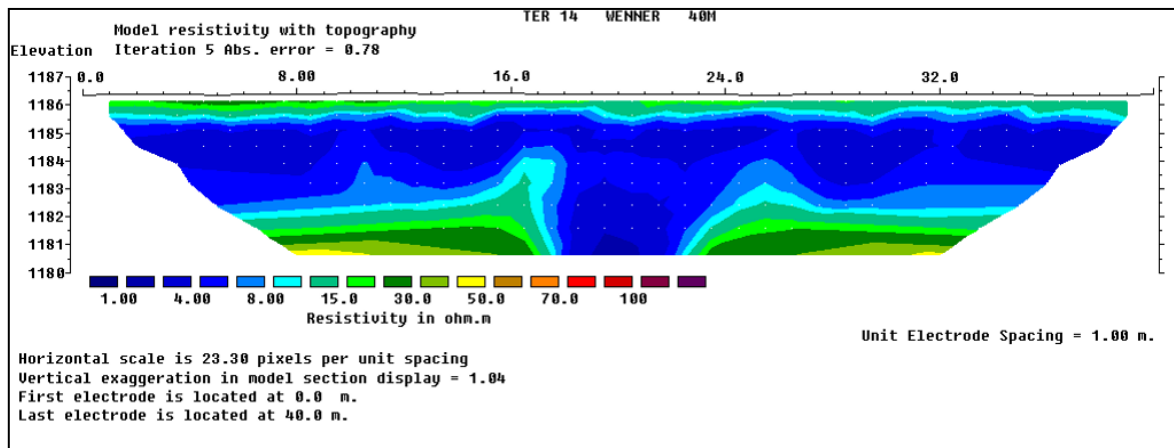 TER 14 WENNER 40M
Model resistivity with topography
Elevation Iteration 5 Abs. error = 0.78
0.0 8.00 16.0 24.0 32.0
1187
1186
1185
1184
1183
1182
1181
1180
1.00 4.00 8.00 15.0 30.0 50.0 70.0 100
Resistivity in ohm.m
Unit Electrode Spacing = 1.00 m.
Horizontal scale is 23.30 pixels per unit spacing
Vertical exaggeration in model section display = 1.04
First electrode is located at 0.0 m.
Last electrode is located at 40.0 m.